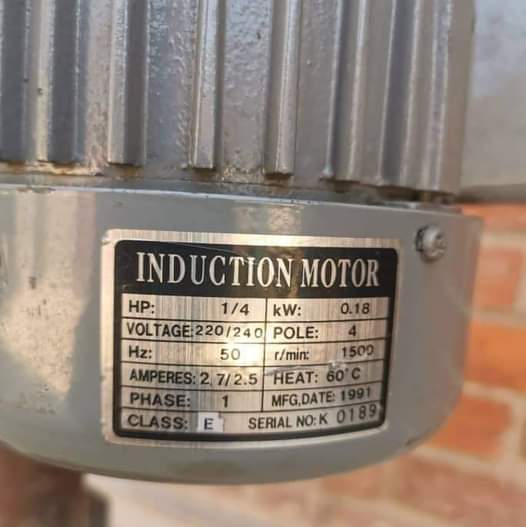 INDUCTION MOTOR
HP: 1/4 kW: 0.18
VOLTAGE: 220/240 POLE: 4
Hz: 50 r/min: 1500
AMPERES: 2,7/2.5 HEAT: 60°C
PHASE: 1 MFG,DATE: 1991
CLASS: E SERIAL NO: K 0189